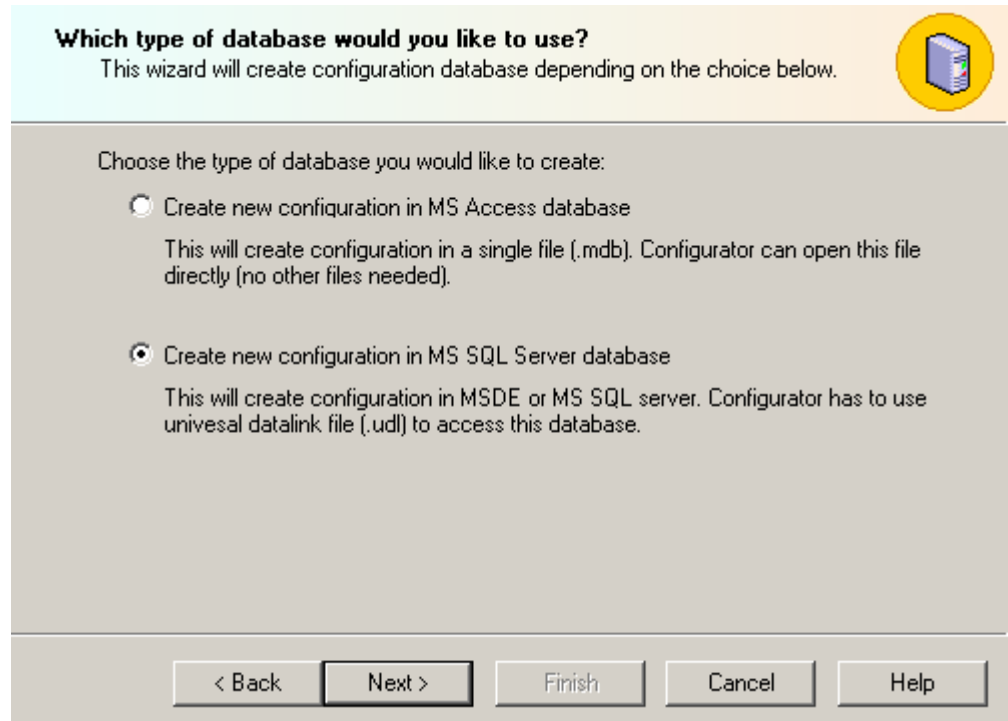 Which type of database would you like to use?
This wizard will create configuration database depending on the choice below.
Choose the type of database you would like to create:
Create new configuration in MS Access database
This will create configuration in a single file (.mdb). Configurator can open this file
directly (no other files needed).
Create new configuration in MS SQL Server database
This will create configuration in MSDE or MS SQL server. Configurator has to use
univesal datalink file (.udl) to access this database.
< Back
Next >
Finish
Cancel
Help